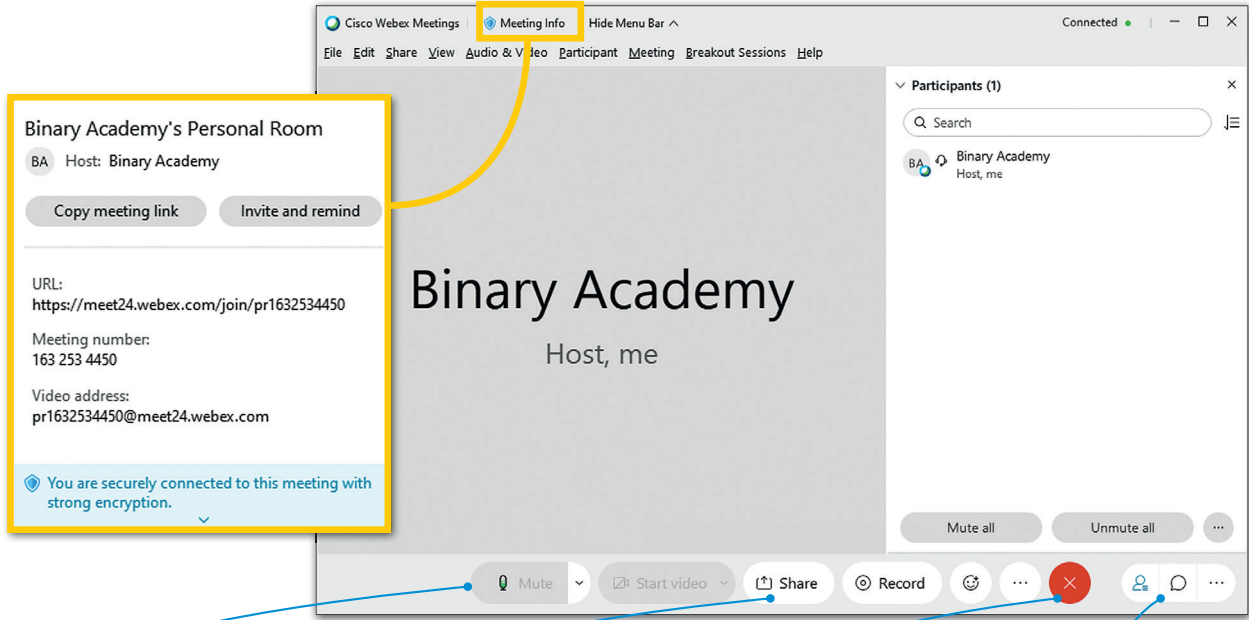 Cisco Webex Meetings
Meeting Info
Hide Menu Bar
Connected
File Edit Share View Audio & Video Participant Meeting Breakout Sessions Help
Binary Academy's Personal Room
BA Host: Binary Academy
Copy meeting link
Invite and remind
URL:
https://meet24.webex.com/join/pr1632534450
Meeting number:
163 253 4450
Video address:
pr1632534450@meet24.webex.com
You are securely connected to this meeting with
strong encryption.
Binary Academy
Host, me
Participants (1)
Search
BA Binary Academy
Host, me
Mute all
Unmute all
Mute
Start video
Share
Record